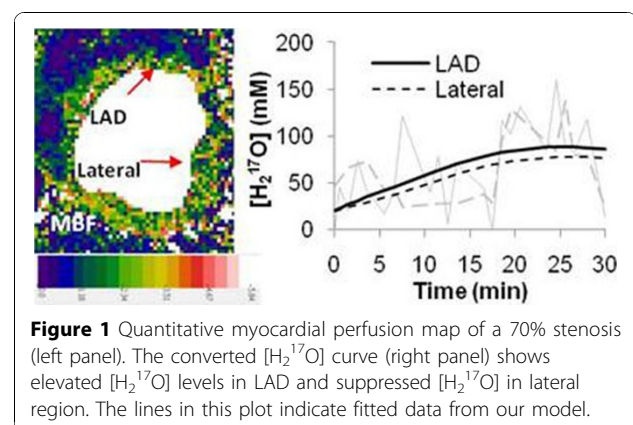 LAD
Lateral
MBF
200
150
100
50
0
[H₂¹⁷O] (mM)
LAD
Lateral
0 5 10 15 20 25 30
Time (min)
Figure 1 Quantitative myocardial perfusion map of a 70% stenosis
(left panel). The converted [H₂¹⁷O] curve (right panel) shows
elevated [H₂¹⁷O] levels in LAD and suppressed [H₂¹⁷O] in lateral
region. The lines in this plot indicate fitted data from our model.